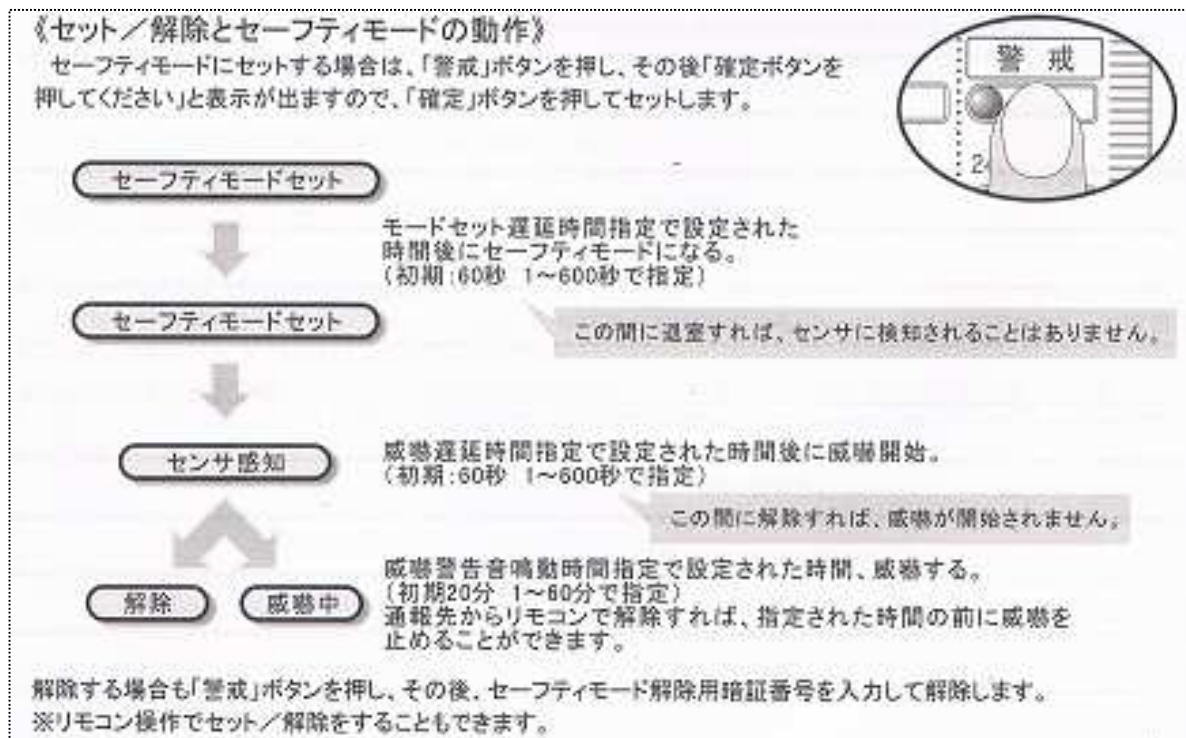 《セット／解除とセーフティモードの動作》
セーフティモードにセットする場合は、「警戒」ボタンを押し、その後「確定ボタンを
押してください」と表示が出ますので、「確定」ボタンを押してセットします。
警 戒
セーフティモードセット
モードセット遅延時間指定で設定された
時間後にセーフティモードになる。
（初期:60秒 1～600秒で指定）
この間に退室すれば、センサに検知されることはありません。
セーフティモードセット
センサ感知
威嚇遅延時間指定で設定された時間後に威嚇開始。
（初期:60秒 1～600秒で指定）
この間に解除すれば、威嚇が開始されません。
解除
威嚇中
威嚇警告音鳴動時間指定で設定された時間、威嚇する。
（初期20分 1～60分で指定）
通報先からリモコンで解除すれば、指定された時間の前に威嚇を
止めることができます。
解除する場合も「警戒」ボタンを押し、その後、セーフティモード解除用暗証番号を入力して解除します。
※リモコン操作でセット／解除をすることもできます。